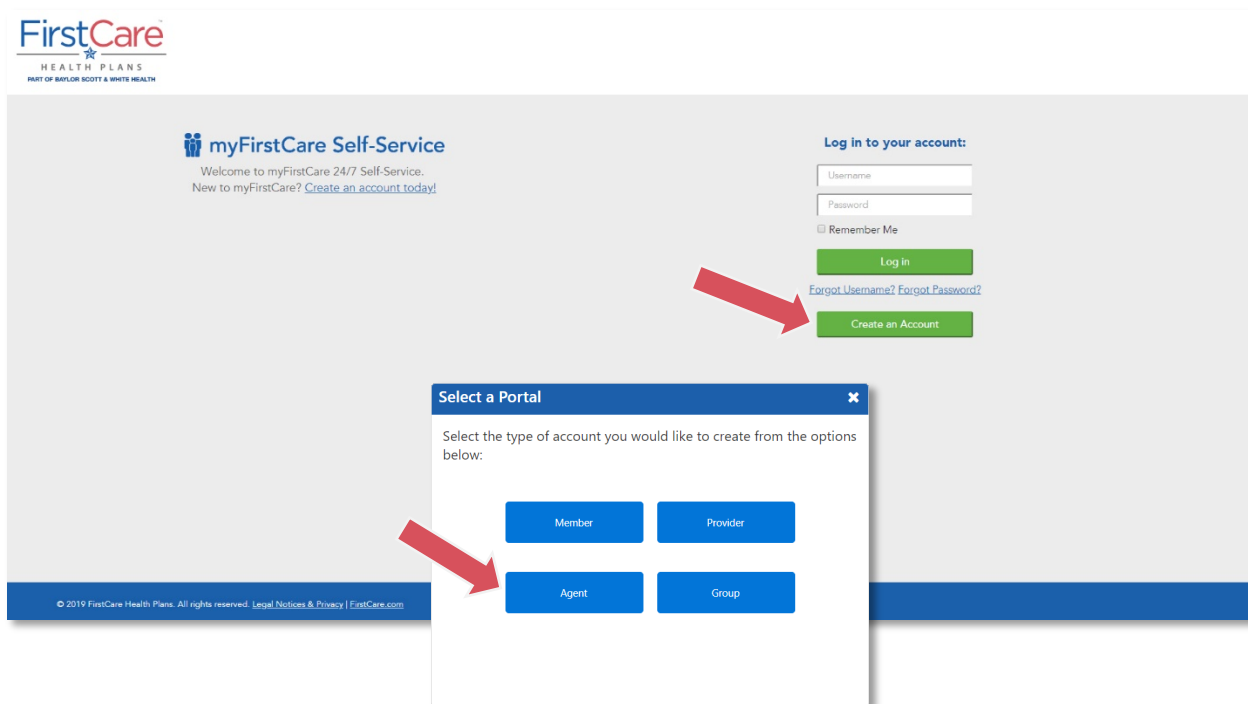 FirstCare
HEALTH PLANS
PART OF BAYLOR SCOTT & WHITE HEALTH
myFirstCare Self-Service
Welcome to myFirstCare 24/7 Self-Service.
New to myFirstCare? Create an account today!
Log in to your account:
Username
Password
Remember Me
Log in
Forgot Username? Forgot Password?
Create an Account
Select a Portal
Select the type of account you would like to create from the options
below:
Member
Provider
Agent
Group
© 2019 FirstCare Health Plans. All rights reserved. Legal Notices & Privacy | FirstCare.com